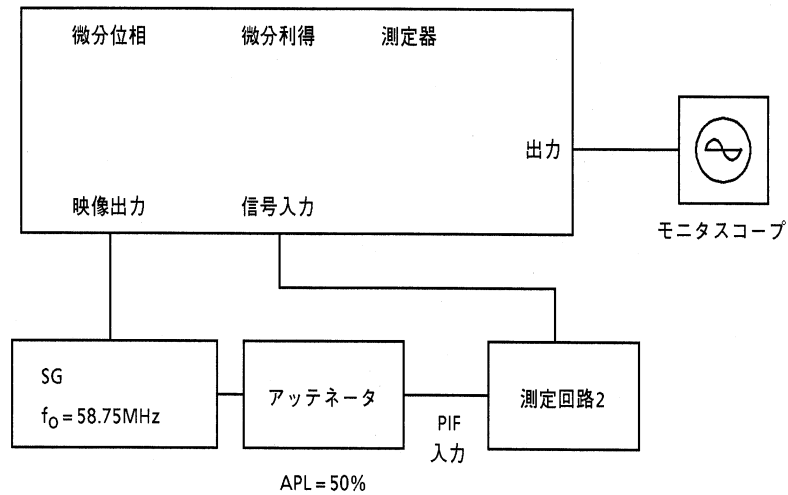 微分位相 微分利得 測定器
出力
映像出力 信号入力
モニタスコープ
SG
fO = 58.75MHz
アッテネータ
PIF
入力
測定回路2
APL = 50%